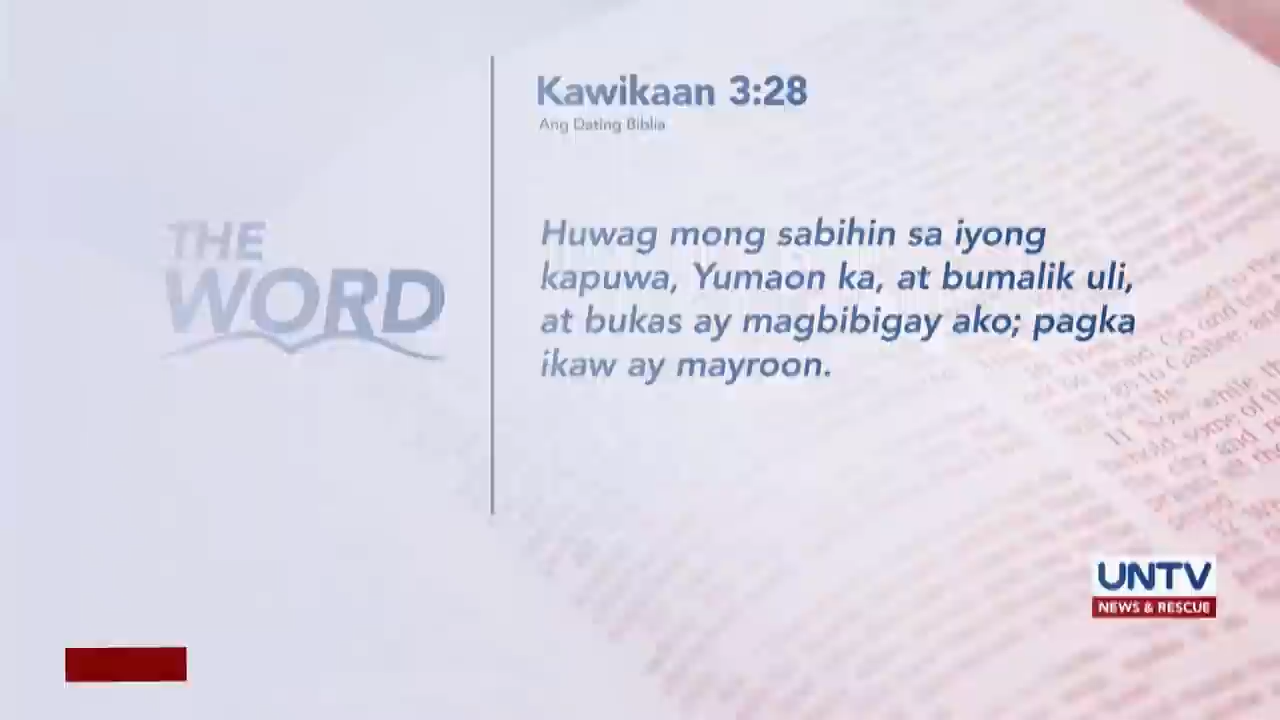 Kawikaan 3:28
Ang Dating Biblia
THE
WORD
Huwag mong sabihin sa iyong
kapuwa, Yumaon ka, at bumalik uli,
at bukas ay magbibigay ako; pagka
ikaw ay mayroon.
UNTV
NEWS & RESCUE